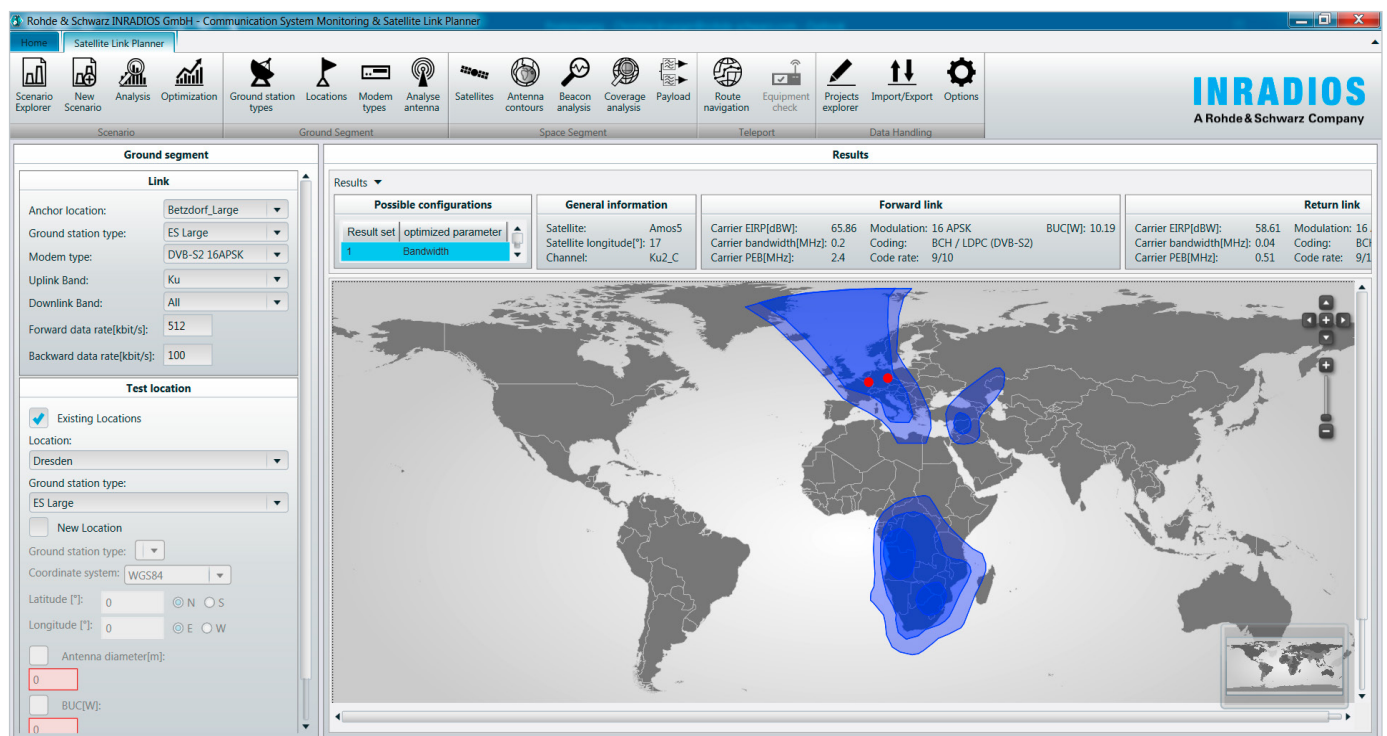 Rohde & Schwarz INRADIOS GmbH - Communication System Monitoring & Satellite Link Planner
Home
Satellite Link Planner
Scenario Explorer
New Scenario
Analysis
Optimization
Ground station types
Locations
Modem types
Analyse antenna
Satellites
Antenna contours
Beacon analysis
Coverage analysis
Payload
Route navigation
Equipment check
Projects explorer
Import/Export
Options
Scenario
Ground Segment
Space Segment
Teleport
Data Handling
INRADIOS
A Rohde & Schwarz Company
Ground segment
Link
Anchor location: Betzdorf_Large
Ground station type: ES Large
Modem type: DVB-S2 16APSK
Uplink Band: Ku
Downlink Band: All
Forward data rate[kbit/s]: 512
Backward data rate[kbit/s]: 100
Test location
Existing Locations
Location:
Dresden
Ground station type:
ES Large
New Location
Ground station type:
Coordinate system: WGS84
Latitude [°]: 0 N S
Longitude [°]: 0 E W
Antenna diameter[m]:
0
BUC[W]:
0
Results
Results
Possible configurations
Result set optimized parameter
1 Bandwidth
General information
Satellite: Amos5
Satellite longitude[°]: 17
Channel: Ku2_C
Forward link
Carrier EIRP[dBW]: 65.86 Modulation: 16 APSK BUC[W]: 10.19
Carrier bandwidth[MHz]: 0.2 Coding: BCH / LDPC (DVB-S2)
Carrier PEB[MHz]: 2.4 Code rate: 9/10
Return link
Carrier EIRP[dBW]: 58.61 Modulation: 16
Carrier bandwidth[MHz]: 0.04 Coding:
Carrier PEB[MHz]: 0.51 Code rate: